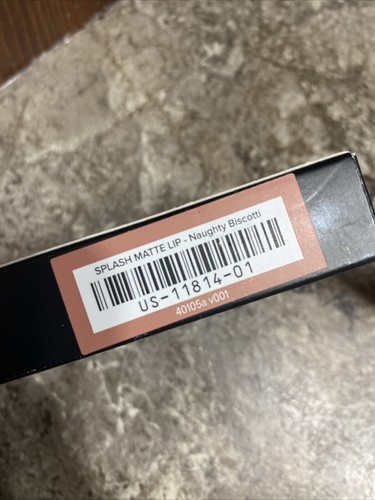 SPLASH MATTE LIP - Naughty Biscotti
US-11814-01
40105a v001